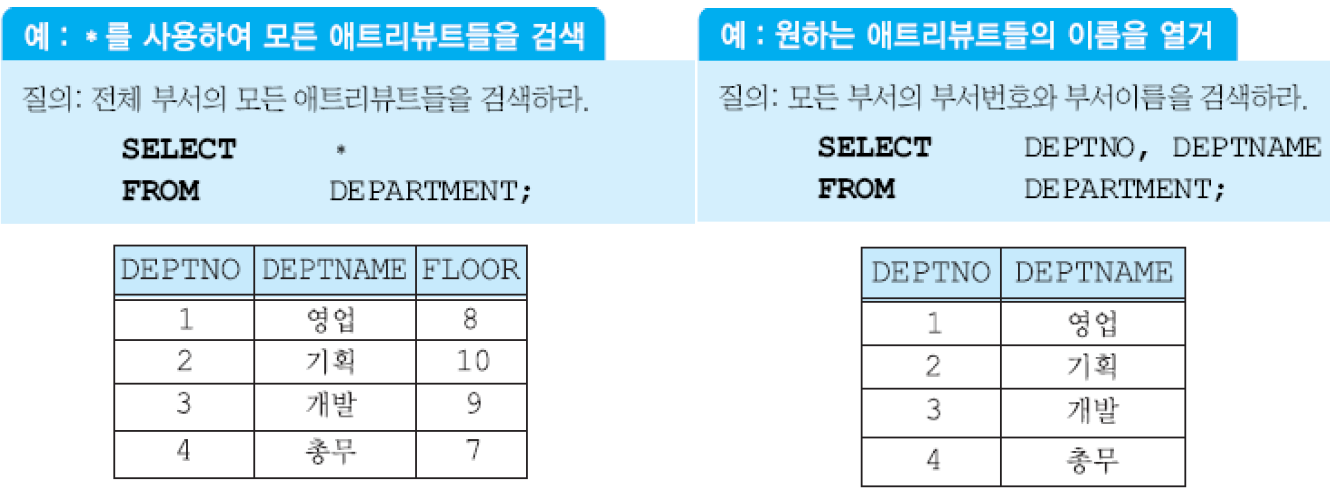 예 : *를 사용하여 모든 애트리뷰트들을 검색
질의: 전체 부서의 모든 애트리뷰트들을 검색하라.
SELECT *
FROM DEPARTMENT;
DEPTNO DEPTNAME FLOOR
1 영업 8
2 기획 10
3 개발 9
4 총무 7
예 : 원하는 애트리뷰트들의 이름을 열거
질의: 모든 부서의 부서번호와 부서이름을 검색하라.
SELECT DEPTNO, DEPTNAME
FROM DEPARTMENT;
DEPTNO DEPTNAME
1 영업
2 기획
3 개발
4 총무